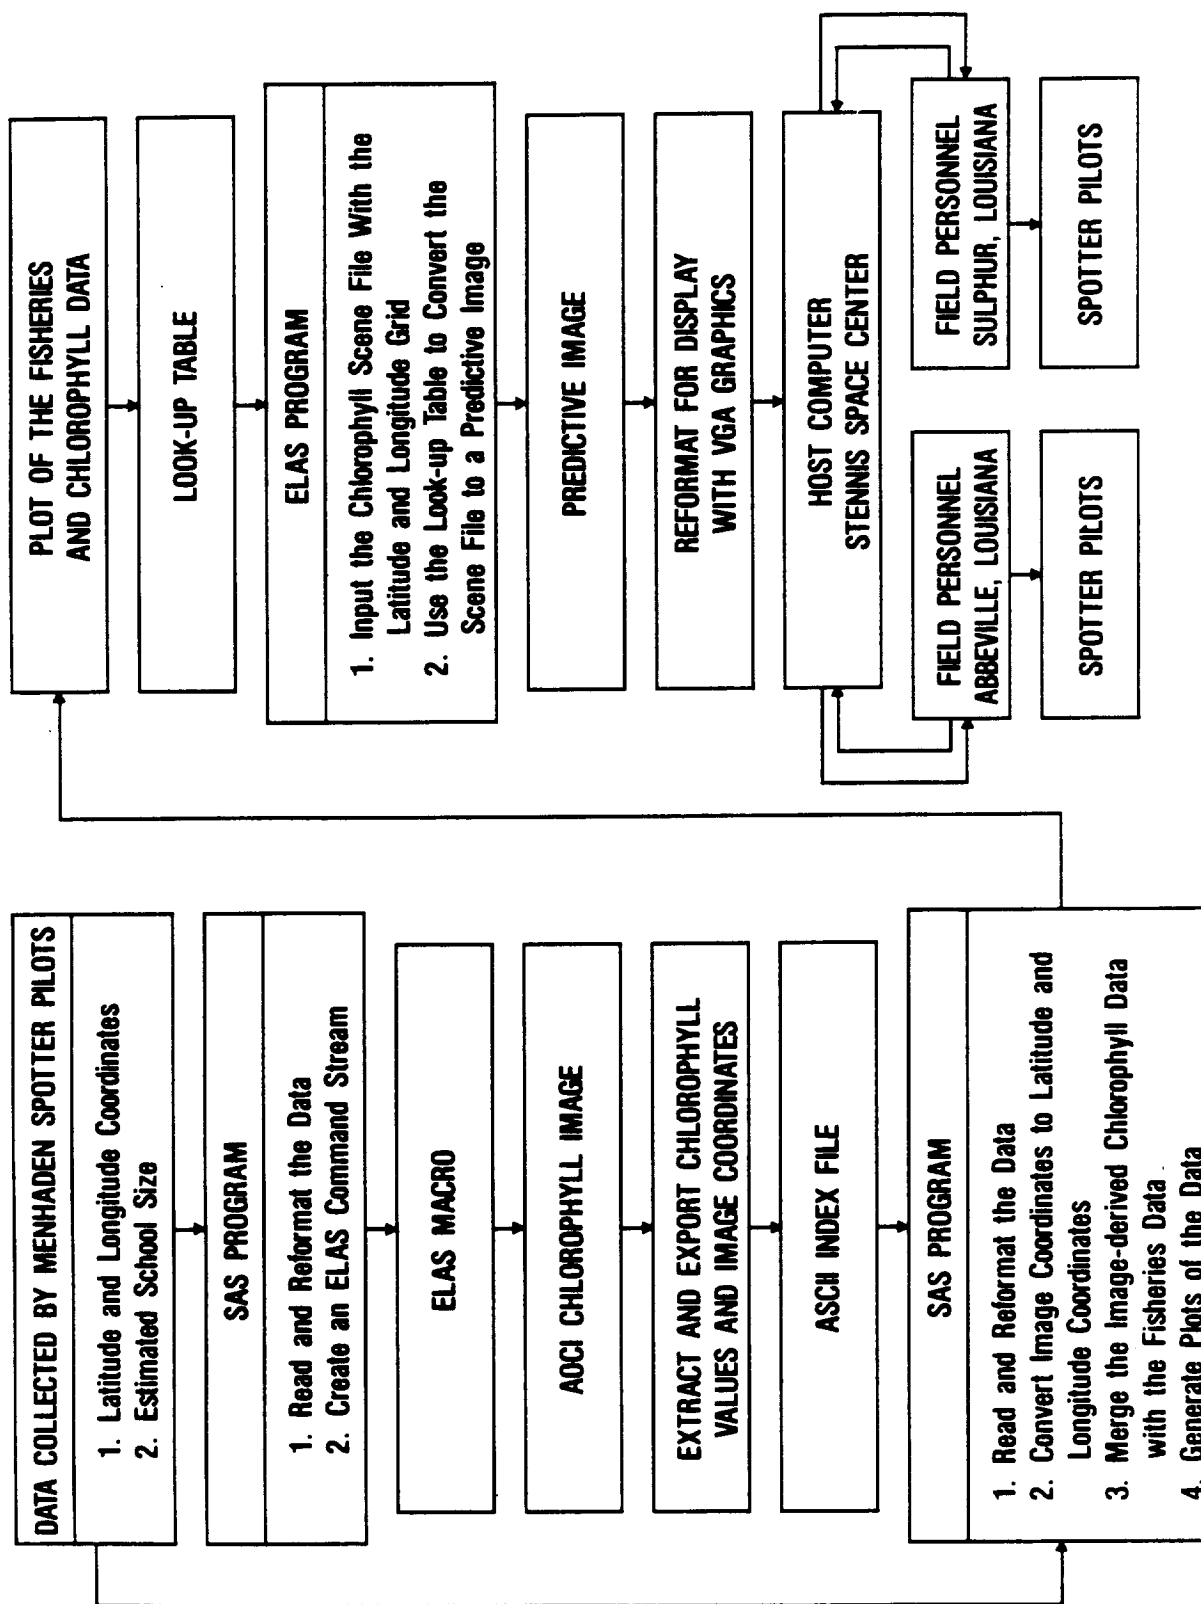 DATA COLLECTED BY MENHADEN SPOTTER PILOTS
1. Latitude and Longitude Coordinates
2. Estimated School Size
SAS PROGRAM
1. Read and Reformat the Data
2. Create an ELAS Command Stream
ELAS MACRO
AOCI CHLOROPHYLL IMAGE
EXTRACT AND EXPORT CHLOROPHYLL
VALUES AND IMAGE COORDINATES
ASCII INDEX FILE
SAS PROGRAM
1. Read and Reformat the Data
2. Convert Image Coordinates to Latitude and
Longitude Coordinates
3. Merge the Image-derived Chlorophyll Data
with the Fisheries Data
4. Generate Plots of the Data
PLOT OF THE FISHERIES
AND CHLOROPHYLL DATA
LOOK-UP TABLE
ELAS PROGRAM
1. Input the Chlorophyll Scene File With the
Latitude and Longitude Grid
2. Use the Look-up Table to Convert the
Scene File to a Predictive Image
PREDICTIVE IMAGE
REFORMAT FOR DISPLAY
WITH VGA GRAPHICS
HOST COMPUTER
STENNIS SPACE CENTER
FIELD PERSONNEL
ABBEVILLE, LOUISIANA
SPOTTER PILOTS
FIELD PERSONNEL
SULPHUR, LOUISIANA
SPOTTER PILOTS